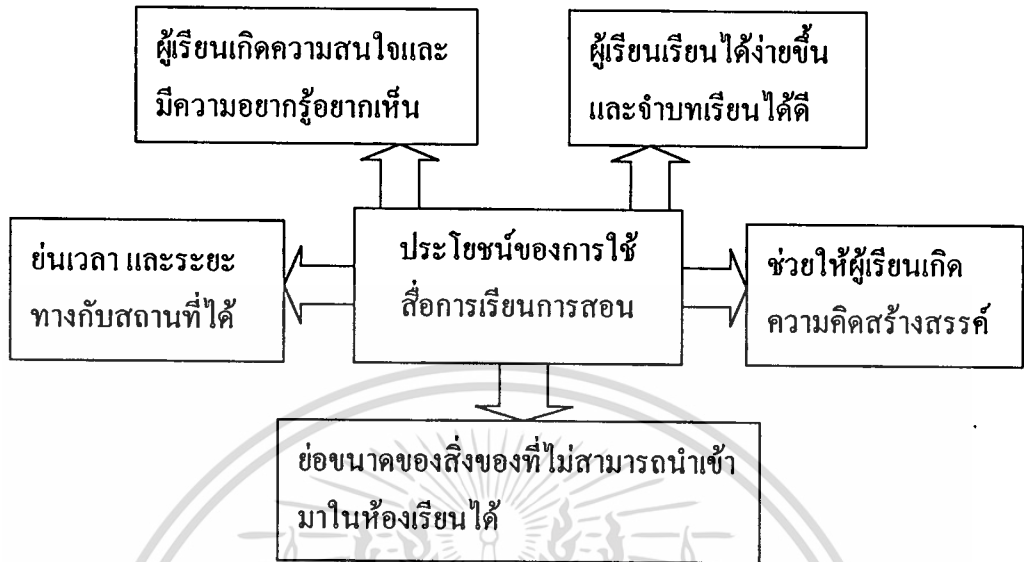 ผู้เรียนเกิดความสนใจและ
มีความอยากรู้อยากเห็น
ผู้เรียนเรียนได้ง่ายขึ้น
และจำบทเรียนได้ดี
ย่นเวลา และระยะ
ทางกับสถานที่ได้
ประโยชน์ของการใช้
สื่อการเรียนการสอน
ช่วยให้ผู้เรียนเกิด
ความคิดสร้างสรรค์
ย่อขนาดของสิ่งของที่ไม่สามารถนำเข้า
มาในห้องเรียนได้